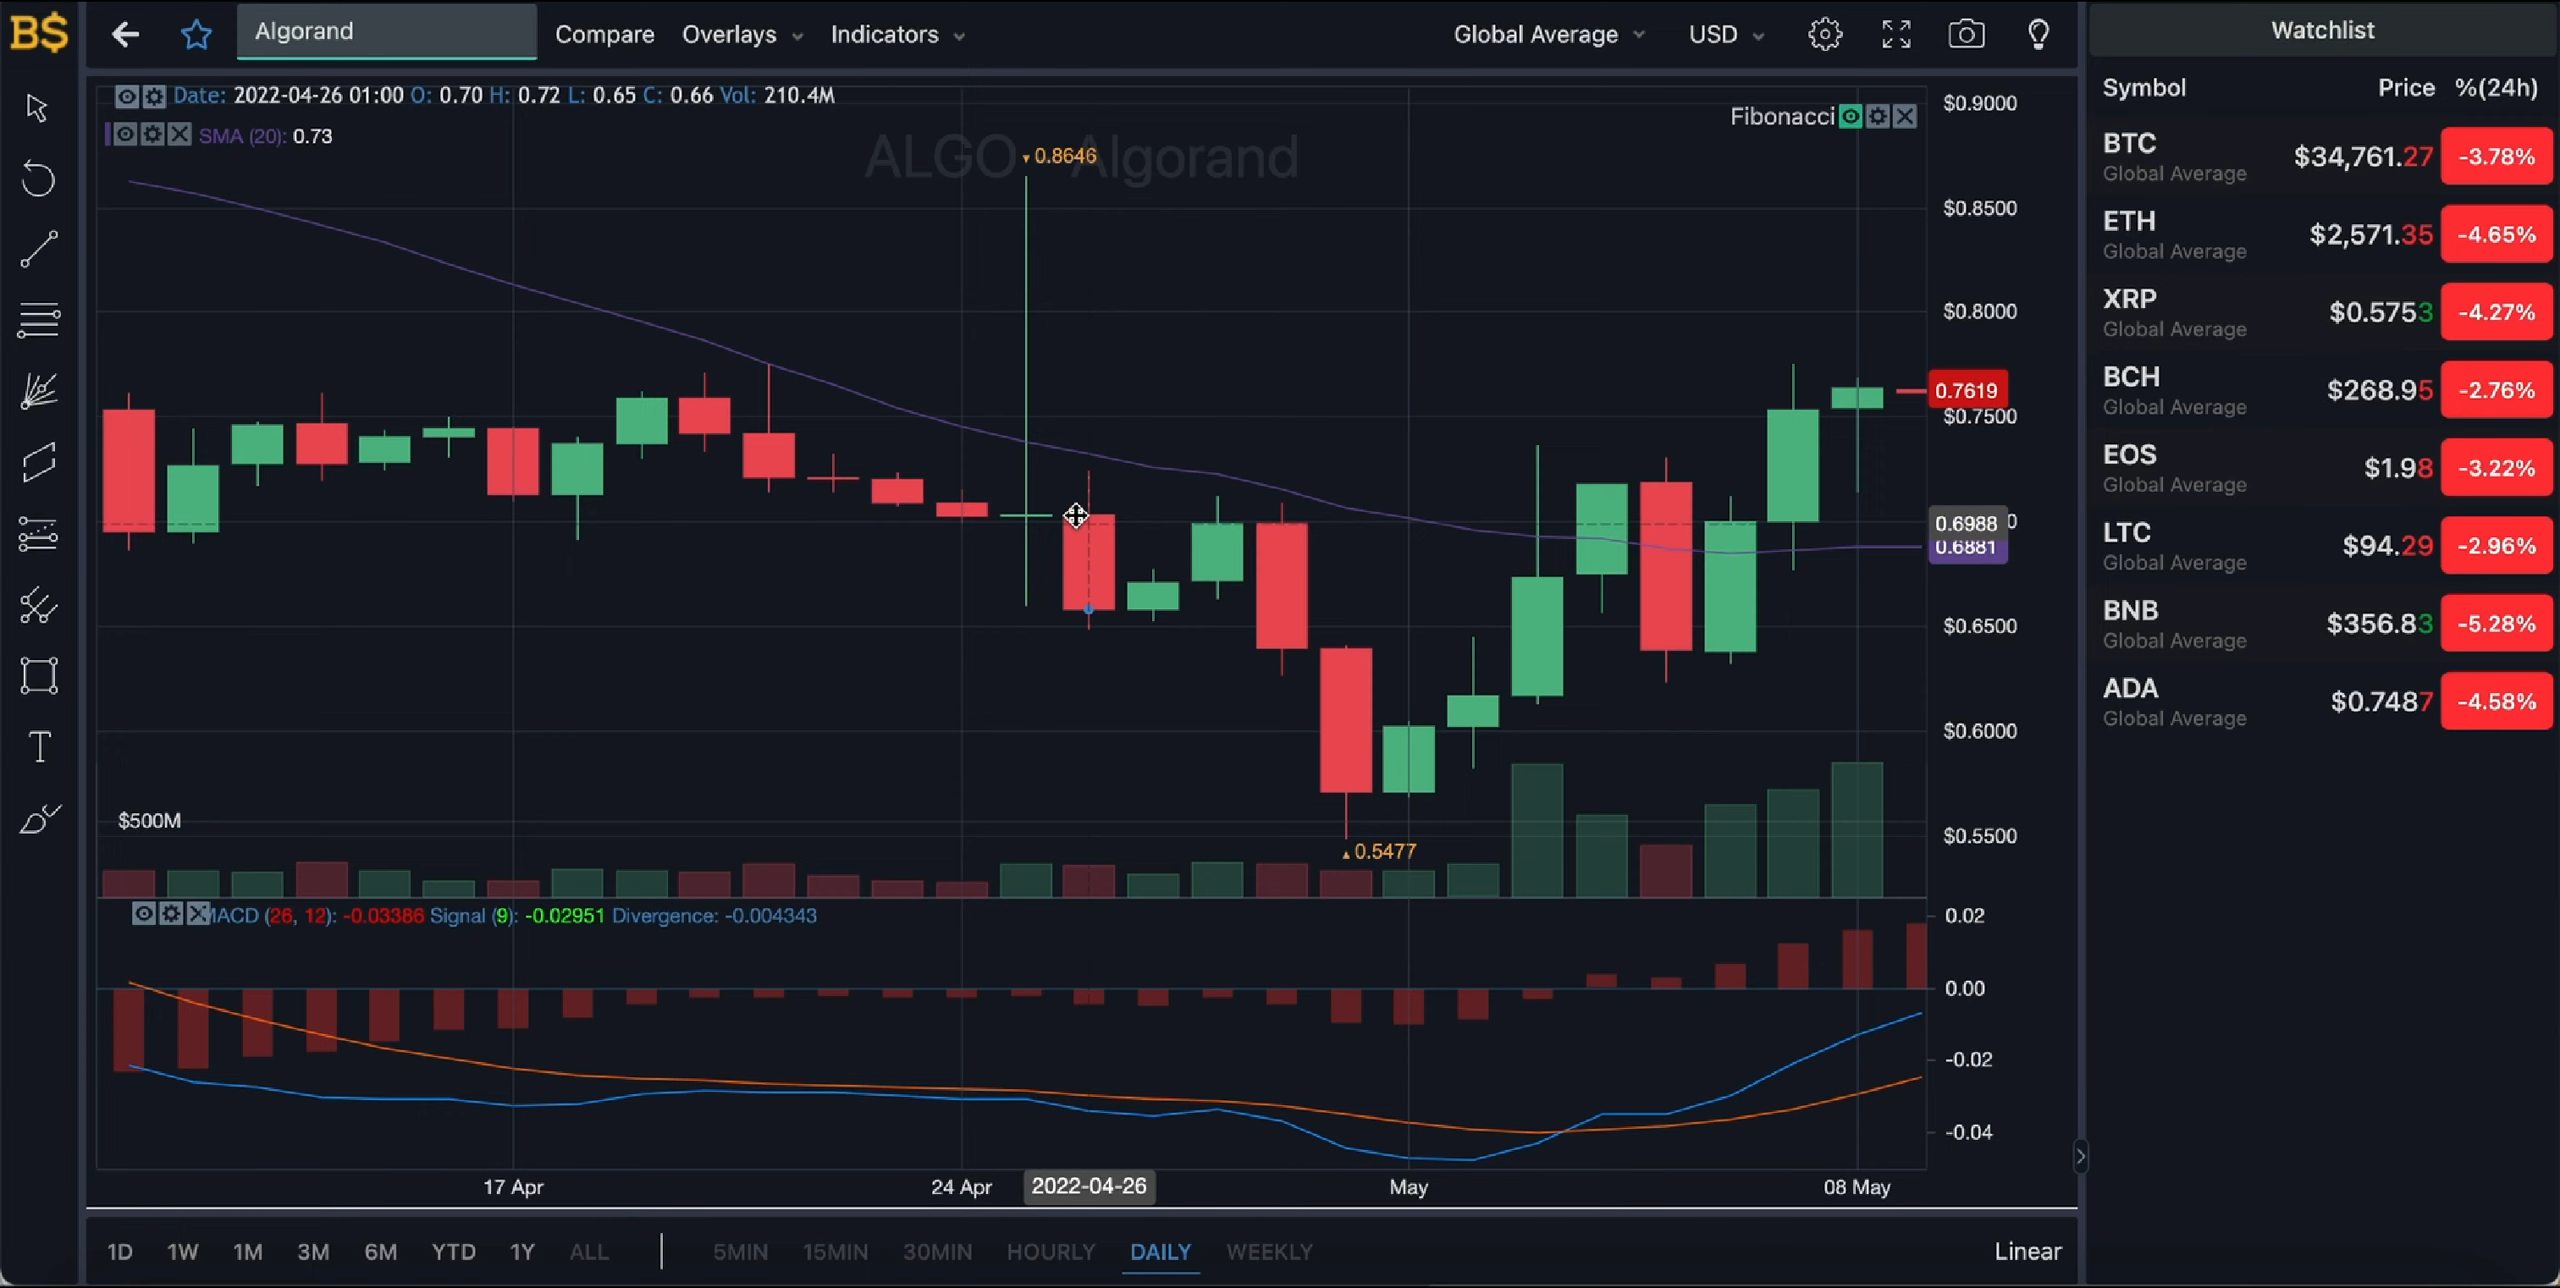 B$
Algorand
Compare
Overlays
Indicators
Global Average
USD
Date: 2022-04-26 01:00 O: 0.70 H: 0.72 L: 0.65 C: 0.66 Vol: 210.4M
SMA (20): 0.73
Fibonacci
ALGO - Algorand
0.8646
$0.9000
$0.8500
$0.8000
0.7619
$0.7500
0.6988
0
0.6881
$0.6500
$0.6000
$0.5500
$500M
0.5477
MACD (26, 12): -0.03386 Signal (9): -0.02951 Divergence: -0.004343
0.02
0.00
-0.02
-0.04
17 Apr
24 Apr
2022-04-26
May
08 May
1D 1W 1M 3M 6M YTD 1Y ALL
5MIN 15MIN 30MIN HOURLY DAILY WEEKLY
Linear
Watchlist
Symbol Price %(24h)
BTC $34,761.27 -3.78%
Global Average
ETH $2,571.35 -4.65%
Global Average
XRP $0.5753 -4.27%
Global Average
BCH $268.95 -2.76%
Global Average
EOS $1.98 -3.22%
Global Average
LTC $94.29 -2.96%
Global Average
BNB $356.83 -5.28%
Global Average
ADA $0.7487 -4.58%
Global Average